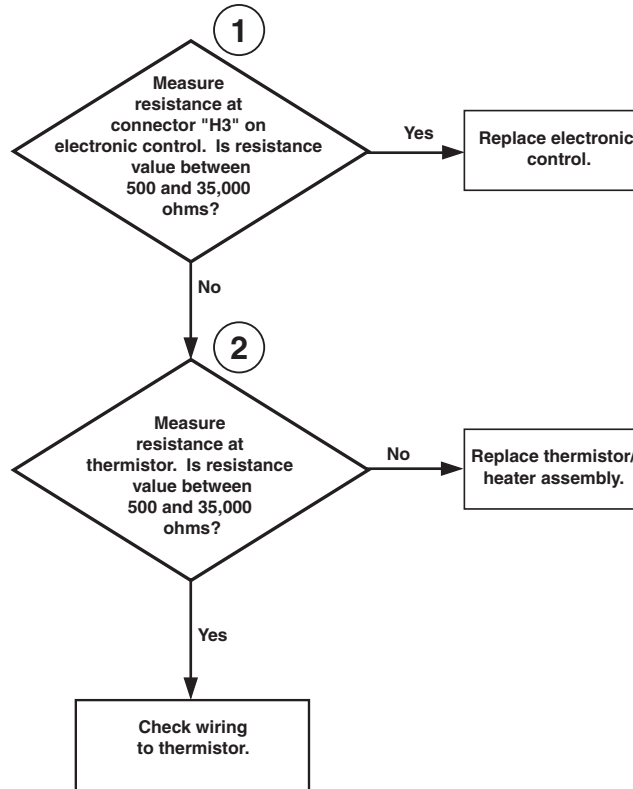 1
Measure
resistance at
connector "H3" on
electronic control. Is resistance
value between
500 and 35,000
ohms?
Yes
Replace electronic
control.
No
2
Measure
resistance at
thermistor. Is resistance
value between
500 and 35,000
ohms?
No
Replace thermistor/
heater assembly.
Yes
Check wiring
to thermistor.